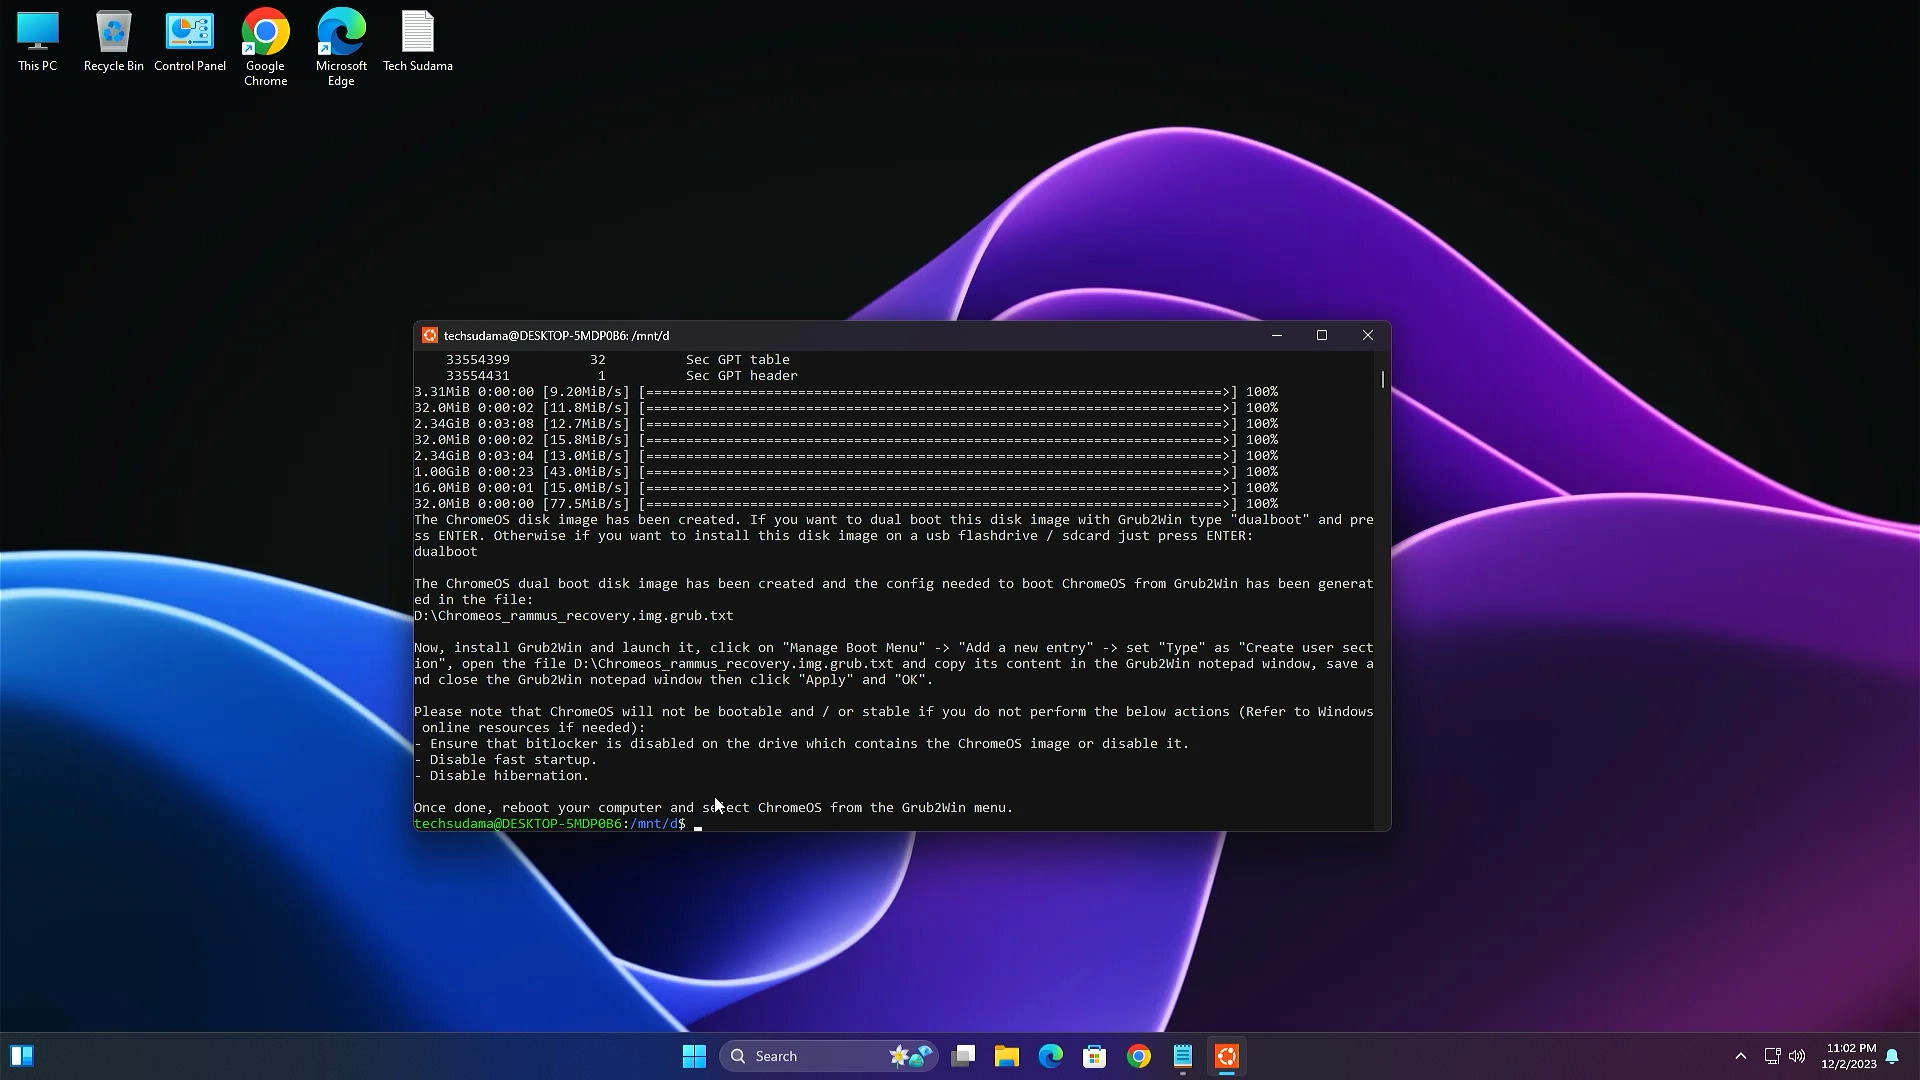 This PC
Recycle Bin
Control Panel
Google
Chrome
Microsoft
Edge
Tech Sudama
techsudama@DESKTOP-5MDP0B6: /mnt/d
33554399 32 Sec GPT table
33554431 1 Sec GPT header
3.31MiB 0:00:00 [9.20MiB/s] [========================================================================>] 100%
32.0MiB 0:00:02 [11.8MiB/s] [========================================================================>] 100%
2.34GiB 0:03:08 [12.7MiB/s] [========================================================================>] 100%
32.0MiB 0:00:02 [15.8MiB/s] [========================================================================>] 100%
2.34GiB 0:03:04 [13.0MiB/s] [========================================================================>] 100%
1.00GiB 0:00:23 [43.0MiB/s] [========================================================================>] 100%
16.0MiB 0:00:01 [15.0MiB/s] [========================================================================>] 100%
32.0MiB 0:00:00 [77.5MiB/s] [========================================================================>] 100%
The ChromeOS disk image has been created. If you want to dual boot this disk image with Grub2Win type "dualboot" and pre
ss ENTER. Otherwise if you want to install this disk image on a usb flashdrive / sdcard just press ENTER:
dualboot
The ChromeOS dual boot disk image has been created and the config needed to boot ChromeOS from Grub2Win has been generat
ed in the file:
D:\Chromeos_rammus_recovery.img.grub.txt
Now, install Grub2Win and launch it, click on "Manage Boot Menu" -> "Add a new entry" -> set "Type" as "Create user sect
ion", open the file D:\Chromeos_rammus_recovery.img.grub.txt and copy its content in the Grub2Win notepad window, save a
nd close the Grub2Win notepad window then click "Apply" and "OK".
Please note that ChromeOS will not be bootable and / or stable if you do not perform the below actions (Refer to Windows
online resources if needed):
- Ensure that bitlocker is disabled on the drive which contains the ChromeOS image or disable it.
- Disable fast startup.
- Disable hibernation.
Once done, reboot your computer and select ChromeOS from the Grub2Win menu.
techsudama@DESKTOP-5MDP0B6:/mnt/d$
Search
11:02 PM
12/2/2023